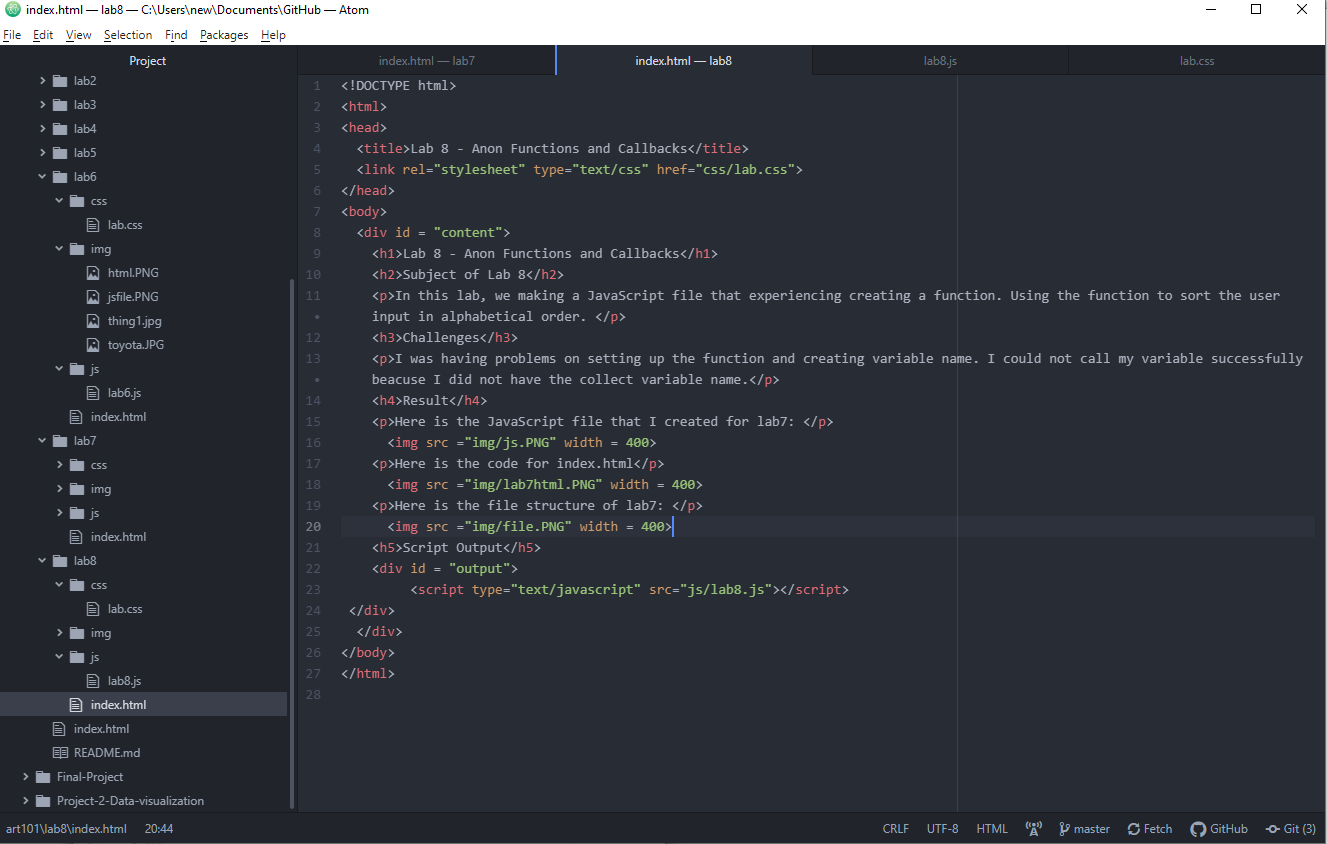 index.html — lab8 — C:\Users\new\Documents\GitHub — Atom
File Edit View Selection Find Packages Help
Project
lab2
lab3
lab4
lab5
lab6
css
lab.css
img
html.PNG
jsfile.PNG
thing1.jpg
toyota.JPG
js
lab6.js
index.html
lab7
css
img
js
index.html
lab8
css
lab.css
img
js
lab8.js
index.html
index.html
README.md
Final-Project
Project-2-Data-visualization
index.html — lab7 index.html — lab8 lab8.js lab.css
1 <!DOCTYPE html>
2 <html>
3 <head>
4 <title>Lab 8 - Anon Functions and Callbacks</title>
5 <link rel="stylesheet" type="text/css" href="css/lab.css">
6 </head>
7 <body>
8 <div id = "content">
9 <h1>Lab 8 - Anon Functions and Callbacks</h1>
10 <h2>Subject of Lab 8</h2>
11 <p>In this lab, we making a JavaScript file that experiencing creating a function. Using the function to sort the user
• input in alphabetical order. </p>
12 <h3>Challenges</h3>
13 <p>I was having problems on setting up the function and creating variable name. I could not call my variable successfully
• beacuse I did not have the collect variable name.</p>
14 <h4>Result</h4>
15 <p>Here is the JavaScript file that I created for lab7: </p>
16 <img src ="img/js.PNG" width = 400>
17 <p>Here is the code for index.html</p>
18 <img src ="img/lab7html.PNG" width = 400>
19 <p>Here is the file structure of lab7: </p>
20 <img src ="img/file.PNG" width = 400>
21 <h5>Script Output</h5>
22 <div id = "output">
23 <script type="text/javascript" src="js/lab8.js"></script>
24 </div>
25 </div>
26 </body>
27 </html>
28
art101\lab8\index.html 20:44 CRLF UTF-8 HTML master Fetch GitHub Git (3)